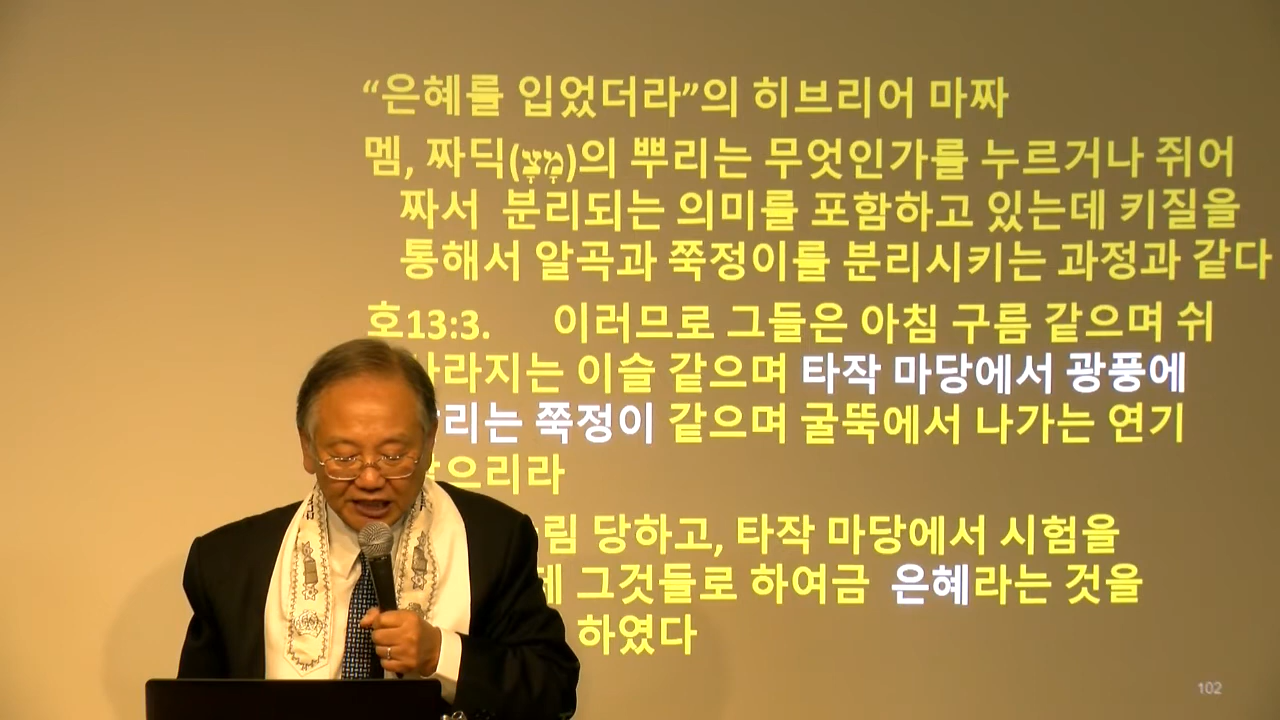 “은혜를 입었더라”의 히브리어 마짜
멤, 짜딕(מָצָ)의 뿌리는 무엇인가를 누르거나 쥐어
짜서 분리되는 의미를 포함하고 있는데 키질을
통해서 알곡과 쭉정이를 분리시키는 과정과 같다
호13:3. 이러므로 그들은 아침 구름 같으며 쉬
라지는 이슬 같으며 타작 마당에서 광풍에
리는 쭉정이 같으며 굴뚝에서 나가는 연기
으리라
림 당하고, 타작 마당에서 시험을
그것들로 하여금 은혜라는 것을
하였다
102